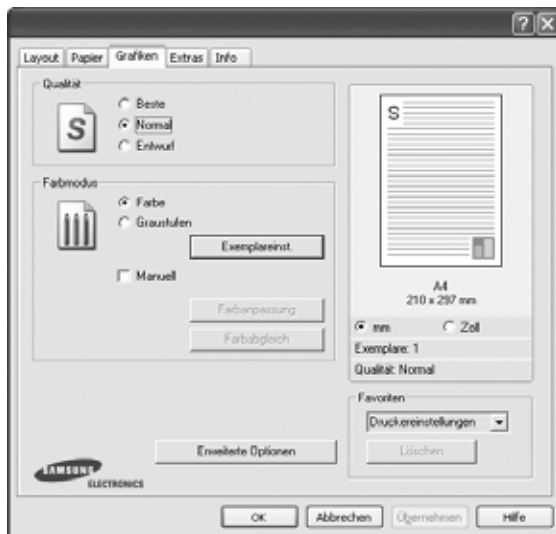 Layout Papier Grafiken Extras Info
Qualität
S
Beste
Normal
Entwurf
Farbmodus
Farbe
Graustufen
Exemplareinst.
Manuell
Farbanpassung
Farbabgleich
S
A4
210 x 297 mm
mm Zoll
Exemplare: 1
Qualität: Normal
Favoriten
Druckereinstellungen
Löschen
Erweiterte Optionen
SAMSUNG
ELECTRONICS
OK Abbrechen Übernehmen Hilfe